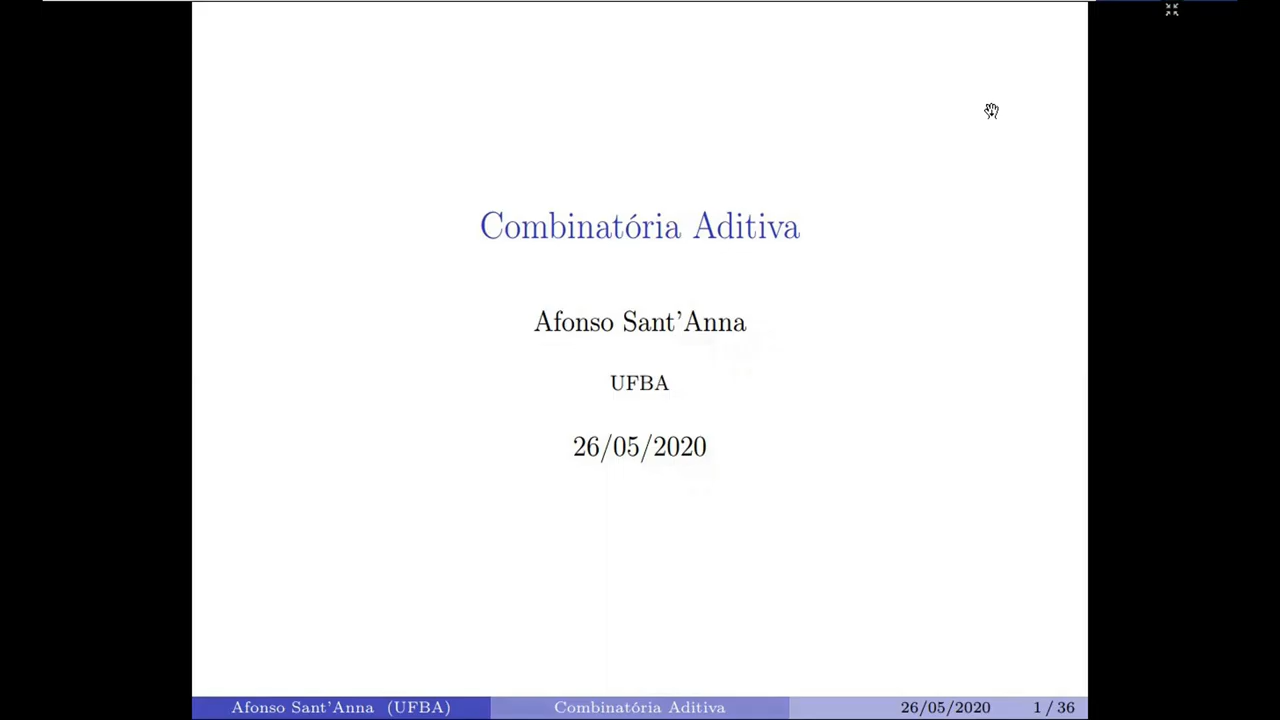 Combinatória Aditiva
Afonso Sant'Anna
UFBA
26/05/2020
Afonso Sant'Anna (UFBA) Combinatória Aditiva 26/05/2020 1 / 36